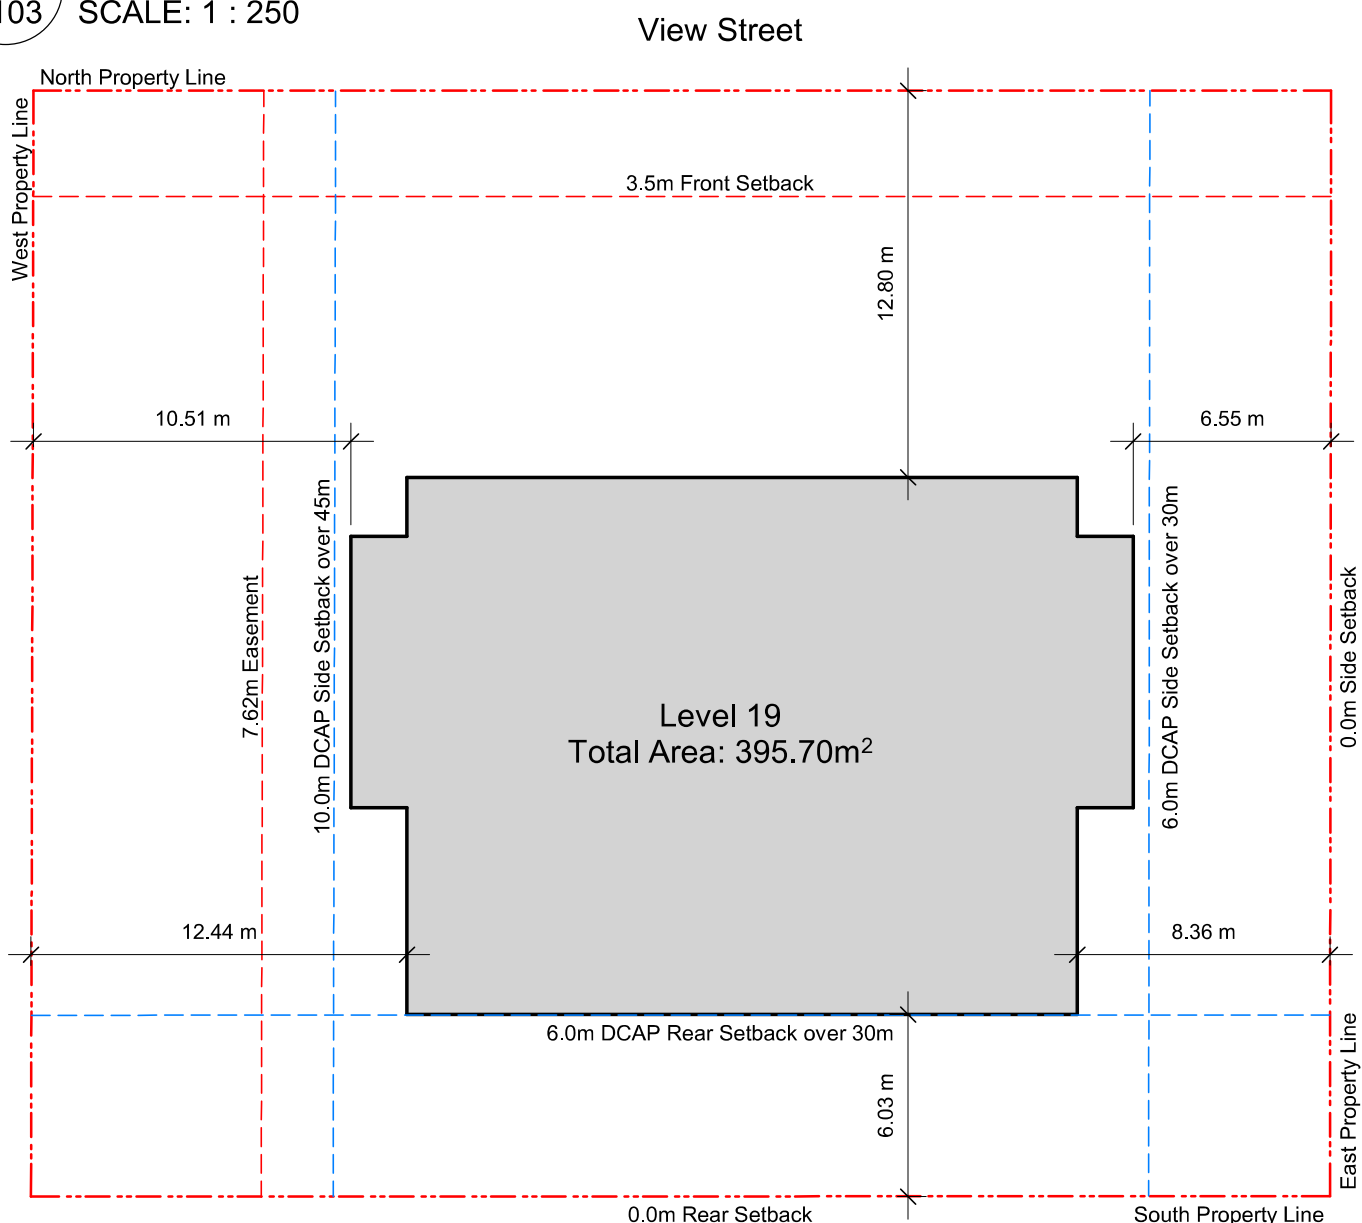 103 SCALE: 1 : 250
View Street
North Property Line
West Property Line
3.5m Front Setback
12.80 m
10.51 m
6.55 m
7.62m Easement
10.0m DCAP Side Setback over 45m
6.0m DCAP Side Setback over 30m
0.0m Side Setback
Level 19
Total Area: 395.70m²
12.44 m
8.36 m
6.0m DCAP Rear Setback over 30m
6.03 m
East Property Line
0.0m Rear Setback
South Property Line